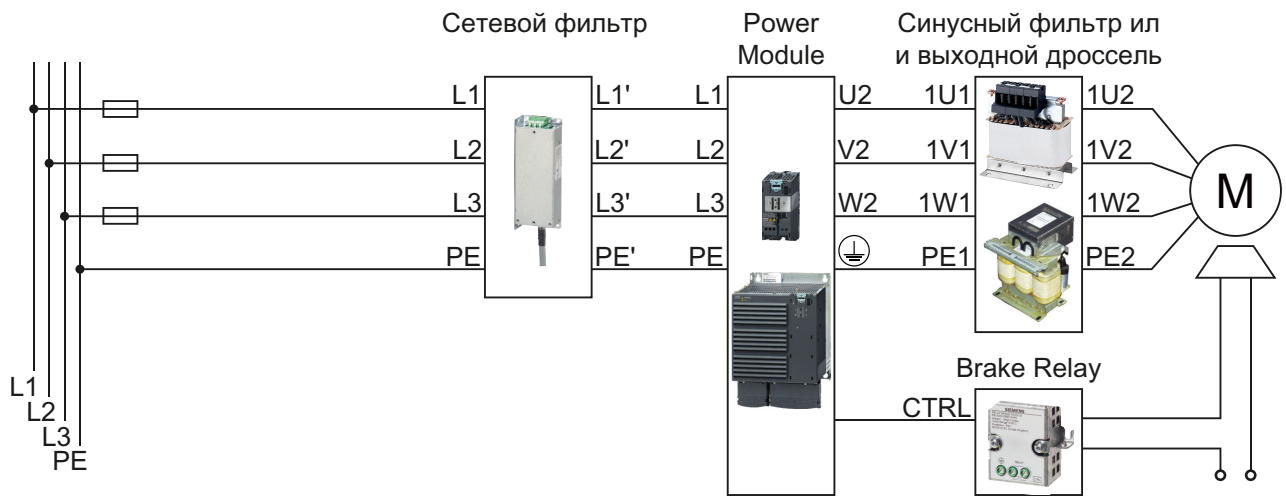 Сетевой фильтр
Power
Module
Синусный фильтр ил
и выходной дроссель
L1 L1' L1 U2 1U1 1U2
L2 L2' L2 V2 1V1 1V2
L3 L3' L3 W2 1W1 1W2
PE PE' PE PE1 PE2
M
L1
L2
L3
PE
Brake Relay
CTRL
SIEMENS